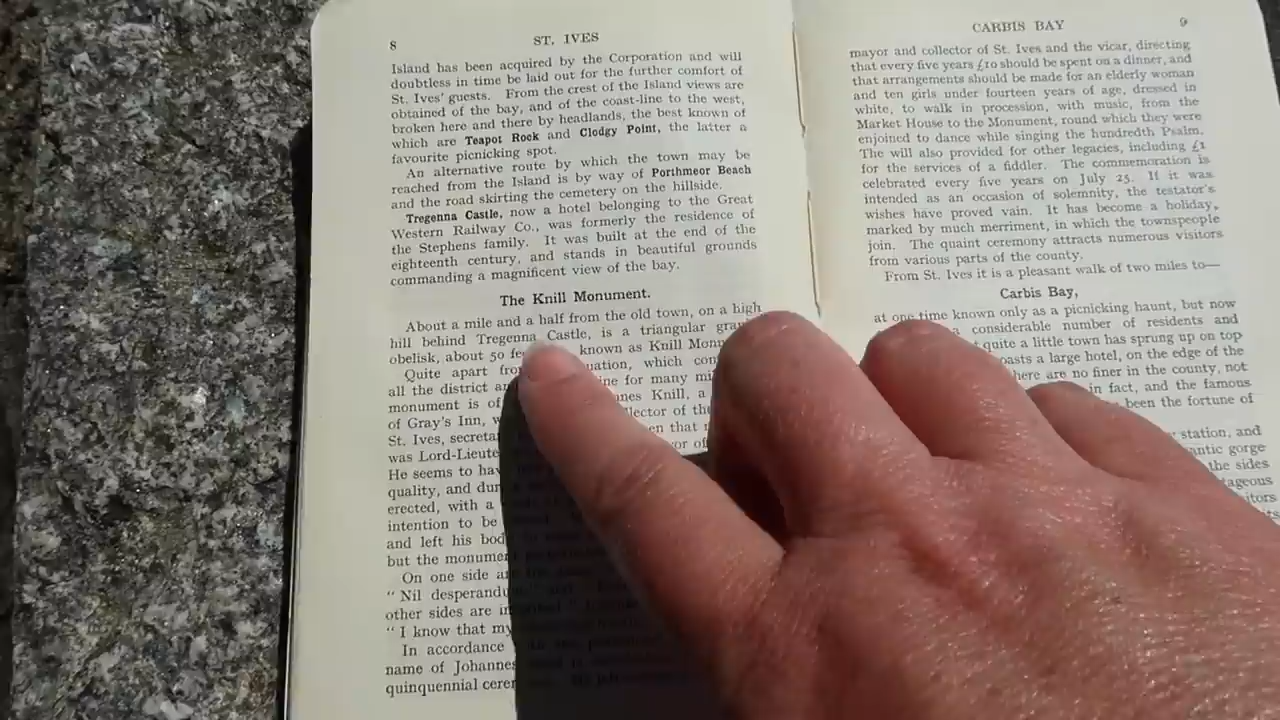 8
ST. IVES
Island has been acquired by the Corporation and will
doubtless in time be laid out for the further comfort of
St. Ives' guests. From the crest of the Island views are
obtained of the bay, and of the coast-line to the west,
broken here and there by headlands, the best known of
which are Teapot Rock and Clodgy Point, the latter a
favourite picnicking spot.
An alternative route by which the town may be
reached from the Island is by way of Porthmeor Beach
and the road skirting the cemetery on the hillside.
Tregenna Castle, now a hotel belonging to the Great
Western Railway Co., was formerly the residence of
the Stephens family. It was built at the end of the
eighteenth century, and stands in beautiful grounds
commanding a magnificent view of the bay.
The Knill Monument.
About a mile and a half from the old town, on a high
hill behind Tregenna Castle, is a triangular
obelisk, about 50 known as Knill
Quite apart which
all the district for many
monument is of Knill, a
of Gray's Inn, of the
St. Ives, that
was of
He seems to
quality, and
erected, with a
intention to be
and left his
but the
On one side
" Nil
other sides are
" I know that my
In accordance
name of Johannes
quinquennial
CARBIS BAY
9
mayor and collector of St. Ives and the vicar, directing
that every five years £10 should be spent on a dinner, and
that arrangements should be made for an elderly woman
and ten girls under fourteen years of age, dressed in
white, to walk in procession, with music, from the
Market House to the Monument, round which they were
enjoined to dance while singing the hundredth Psalm.
The will also provided for other legacies, including £1
for the services of a fiddler. The commemoration is
celebrated every five years on July 25. If it was
intended as an occasion of solemnity, the testator's
wishes have proved vain. It has become a holiday,
marked by much merriment, in which the townspeople
join. The quaint ceremony attracts numerous visitors
from various parts of the county.
From St. Ives it is a pleasant walk of two miles to—
Carbis Bay,
at one time known only as a picnicking haunt, but now
a considerable number of residents and
quite a little town has sprung up on top
a large hotel, on the edge of the
are no finer in the county, not
in fact, and the famous
been the fortune of
station, and
gorge
the sides